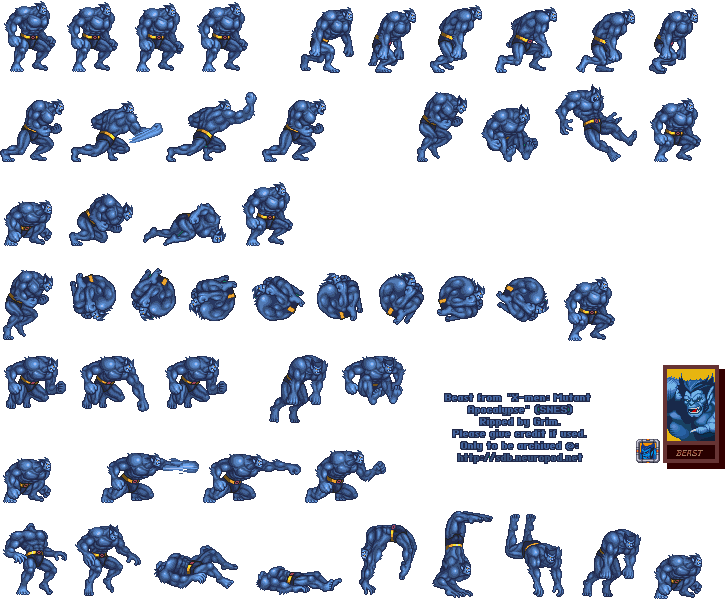 Beast from "X-men: Mutant
Apocalypse" (SNES)
Ripped by Grim.
Please give credit if used.
Only to be archived @:
http://sdb.neuropod.net
BEAST